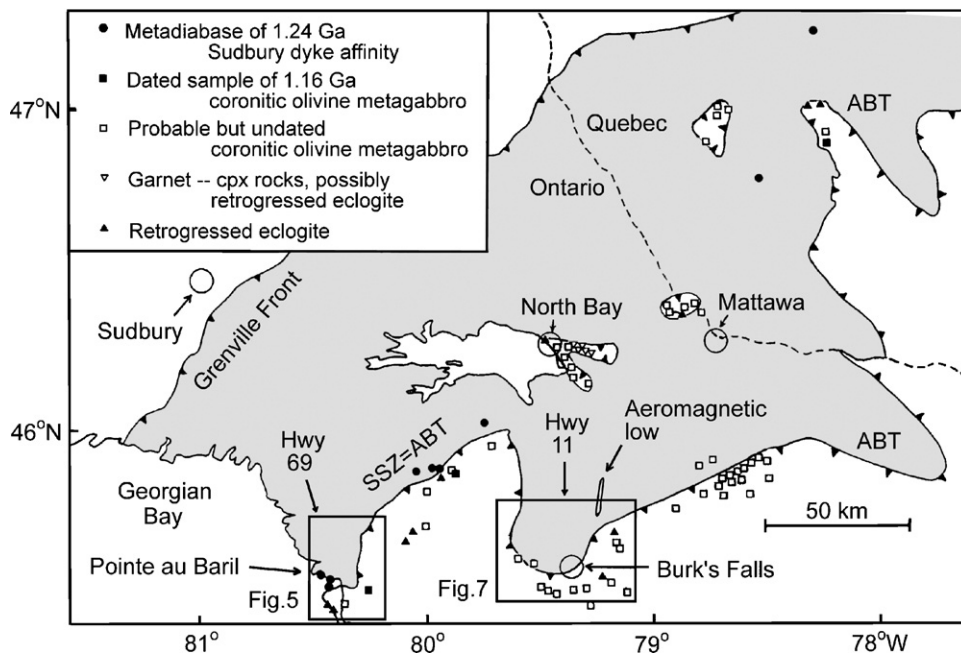 Metadiabase of 1.24 Ga
Sudbury dyke affinity
Dated sample of 1.16 Ga
coronitic olivine metagabbro
Probable but undated
coronitic olivine metagabbro
Garnet -- cpx rocks, possibly
retrogressed eclogite
Retrogressed eclogite
47°N
46°N
Quebec
ABT
Ontario
Sudbury
Grenville Front
North Bay
Mattawa
Hwy
69
SSZ=ABT
Hwy
11
Aeromagnetic
low
ABT
Georgian
Bay
50 km
Pointe au Baril
Fig.5
Fig.7
Burk's Falls
81°
80°
79°
78°W